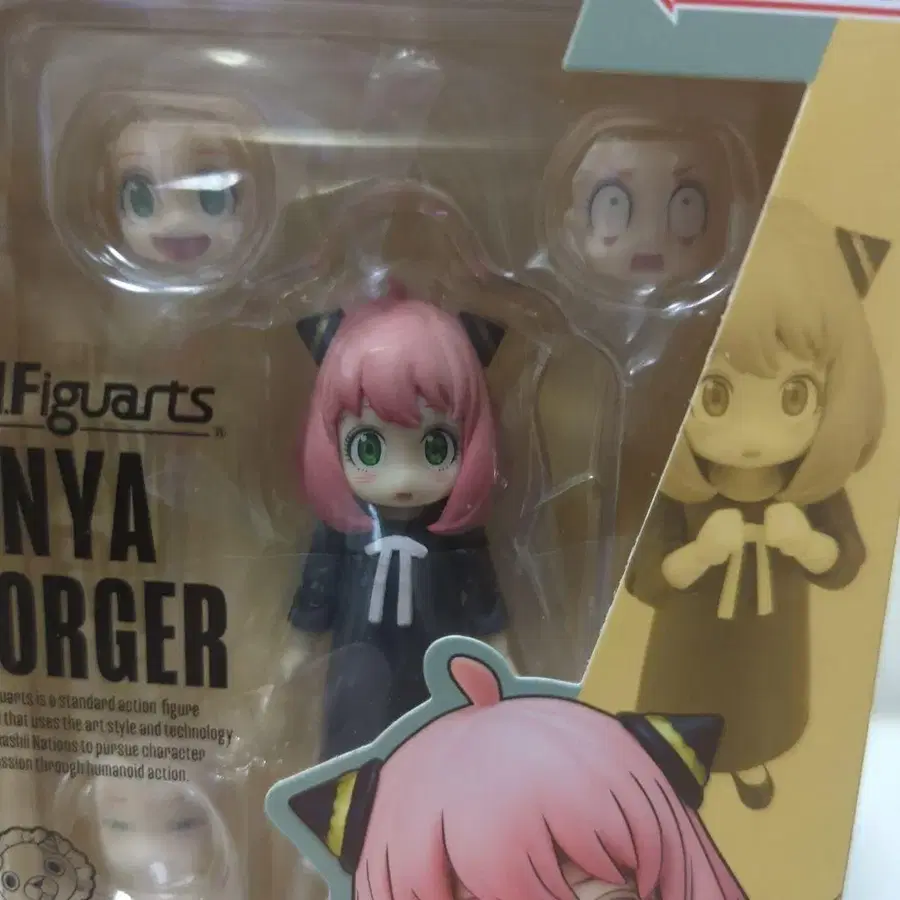 .Figuarts
NYA
ORGER
uarts is a standard action figure
d that uses the art style and technology
ashii Nations to pursue character
ssion through humanoid action.